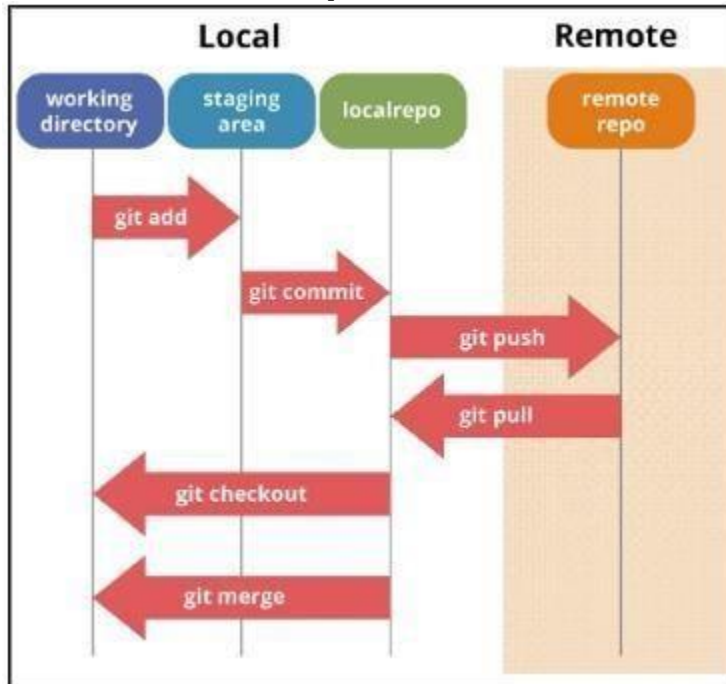 Local
Remote
working
directory
staging
area
localrepo
remote
repo
git add
git commit
git push
git pull
git checkout
git merge